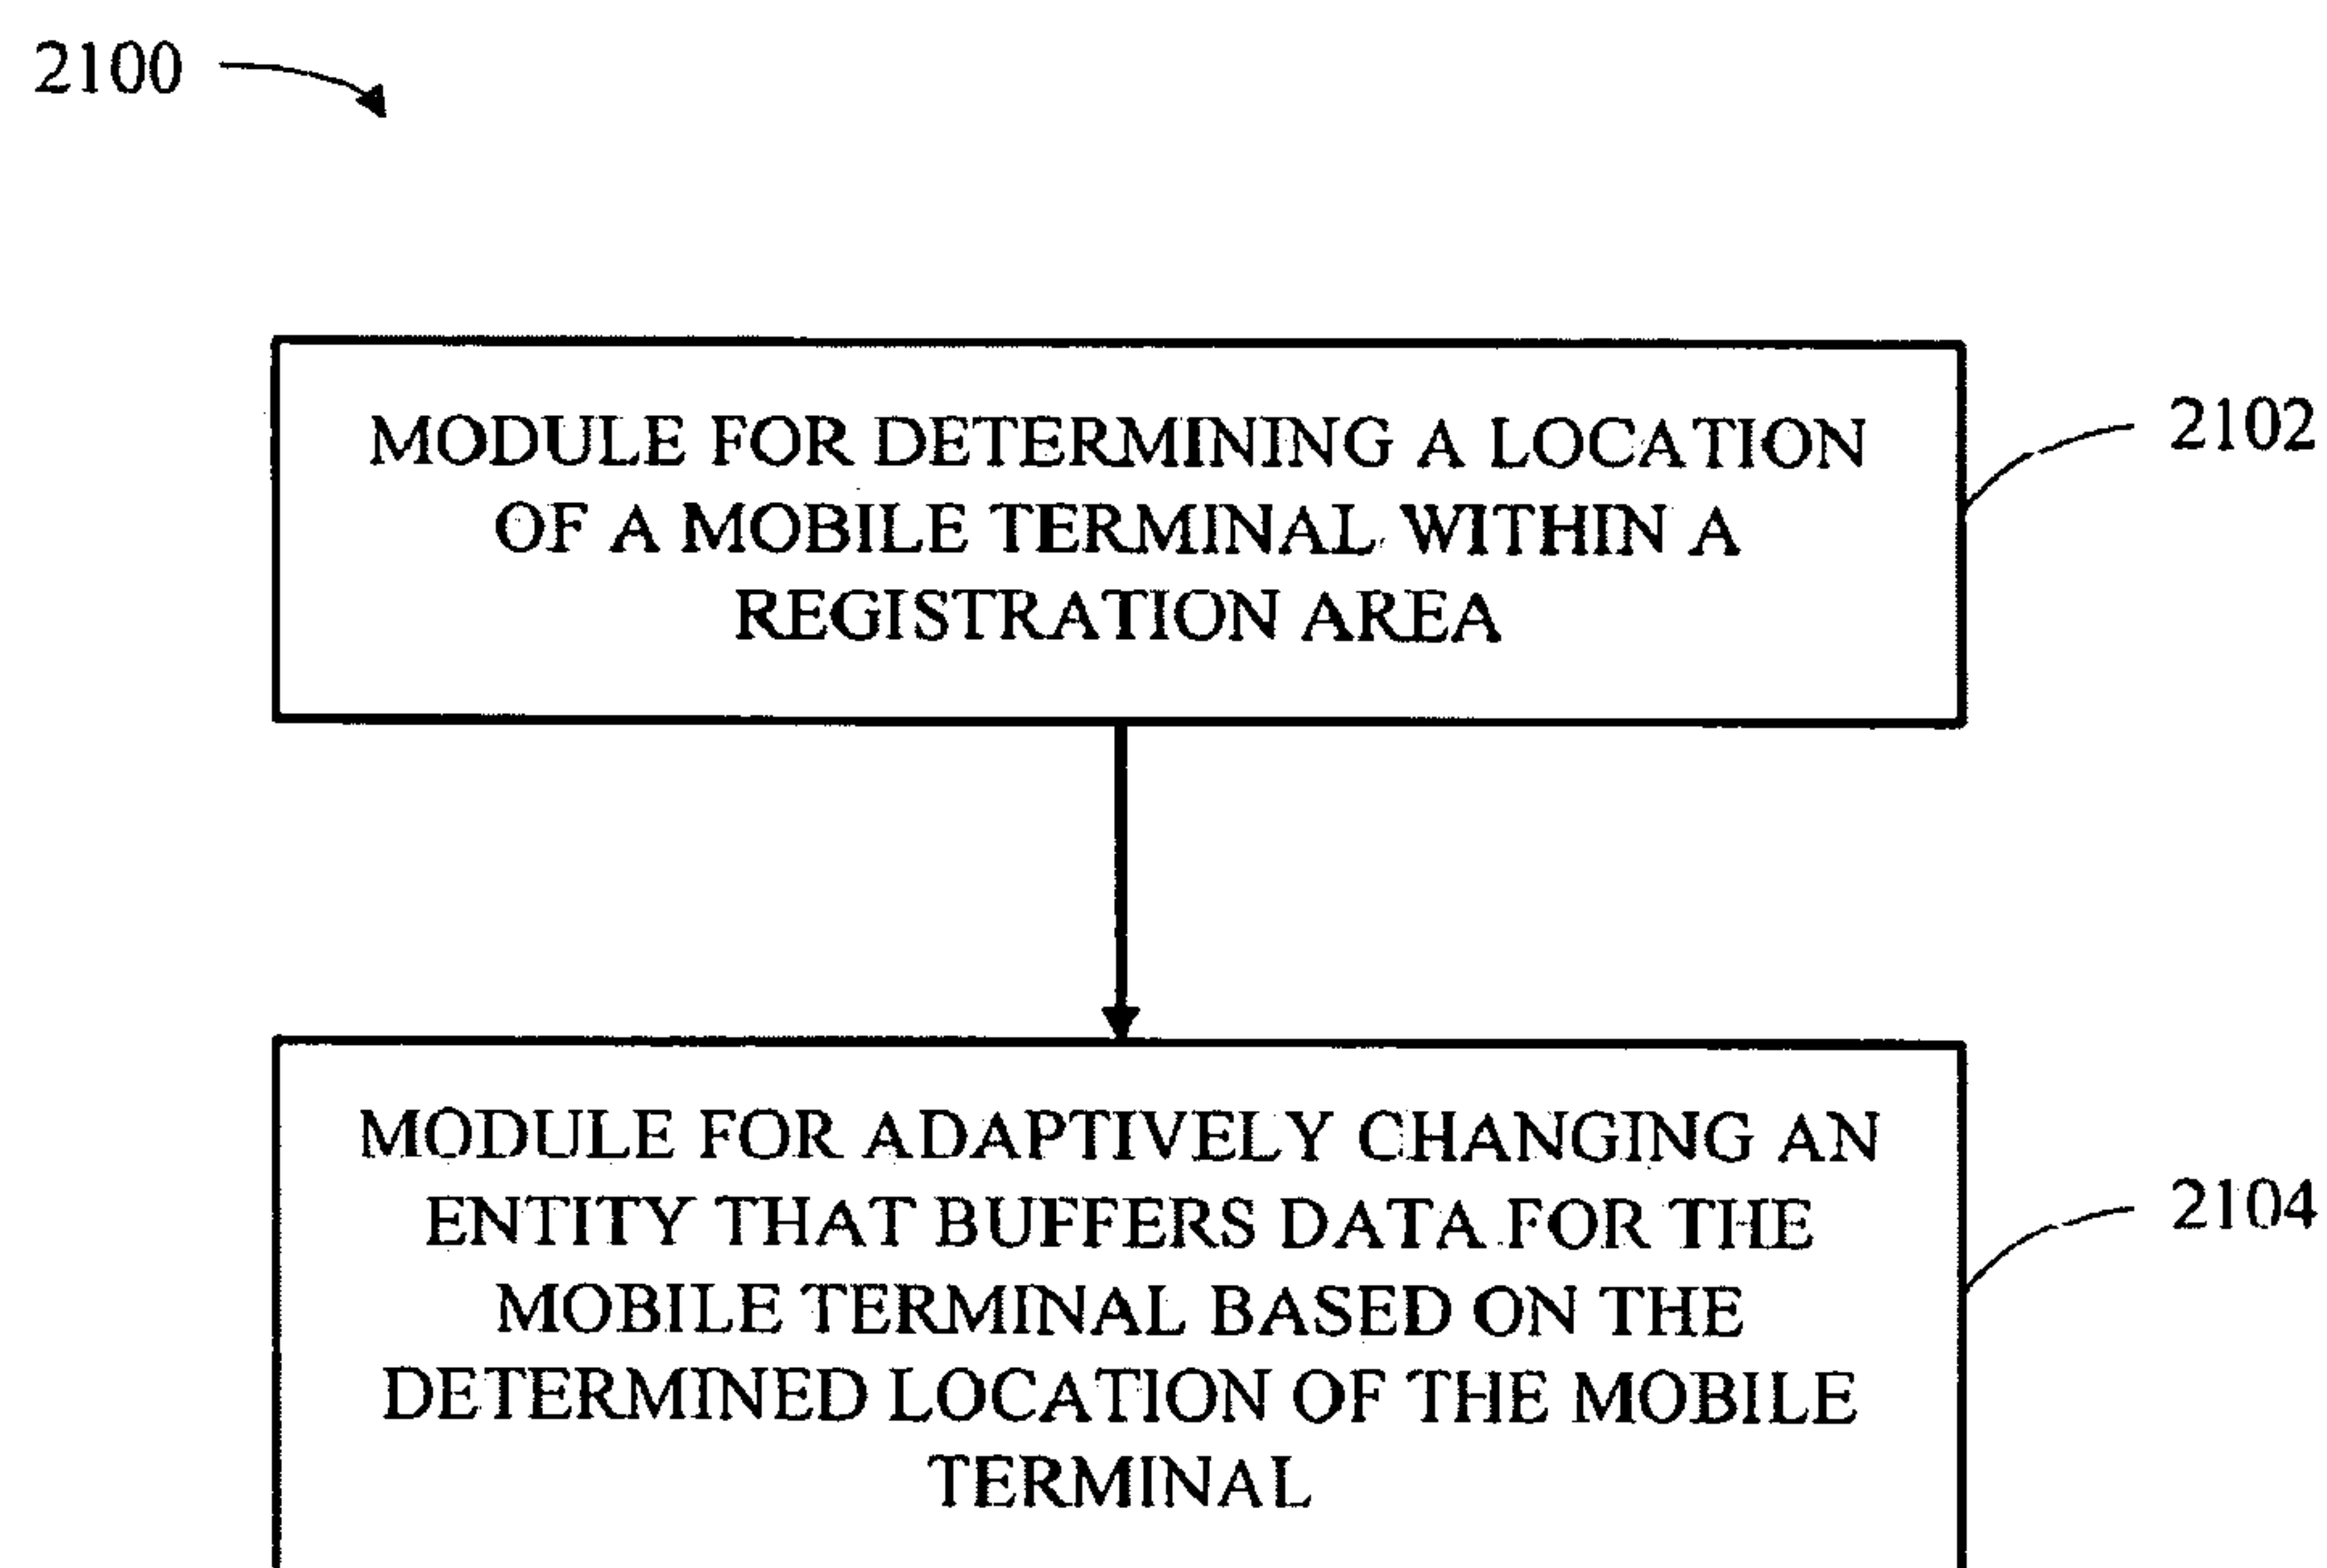 2100
MODULE FOR DETERMINING A LOCATION
OF A MOBILE TERMINAL WITHIN A
REGISTRATION AREA
2102
MODULE FOR ADAPTIVELY CHANGING AN
ENTITY THAT BUFFERS DATA FOR THE
MOBILE TERMINAL BASED ON THE
DETERMINED LOCATION OF THE MOBILE
TERMINAL
2104